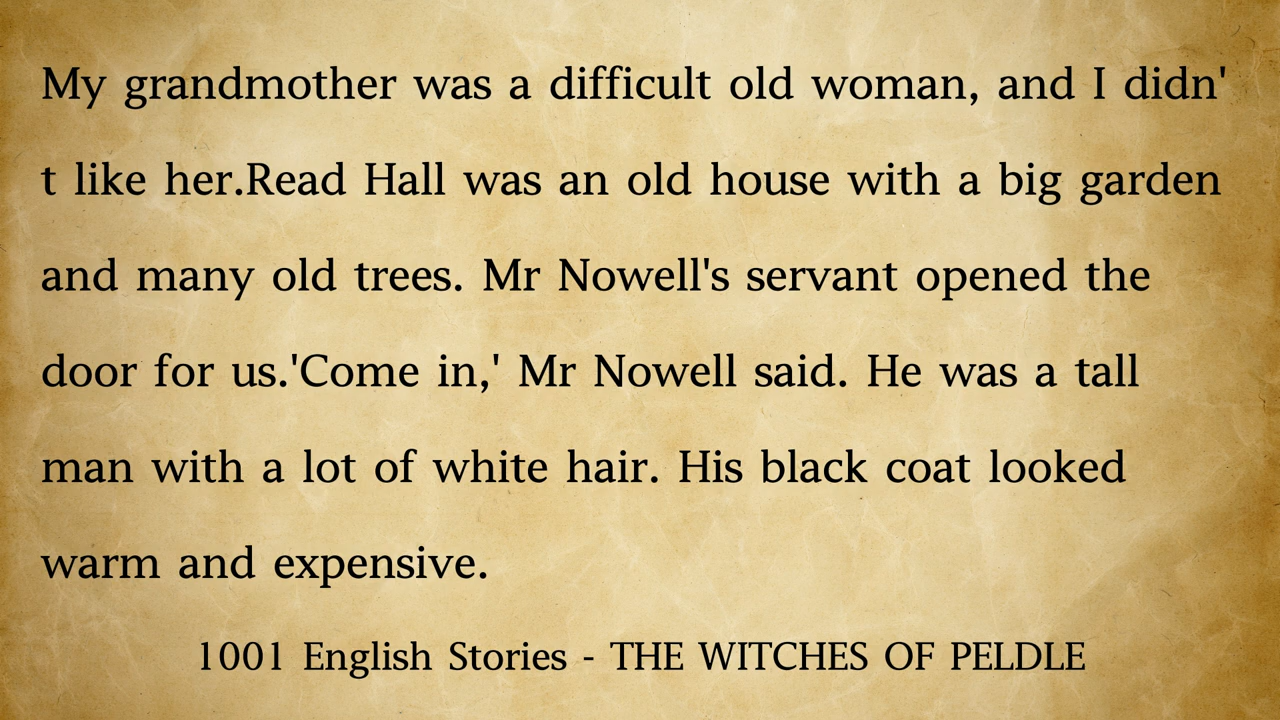 My grandmother was a difficult old woman, and I didn'
t like her.Read Hall was an old house with a big garden
and many old trees. Mr Nowell's servant opened the
door for us.'Come in,' Mr Nowell said. He was a tall
man with a lot of white hair. His black coat looked
warm and expensive.
1001 English Stories - THE WITCHES OF PELDLE